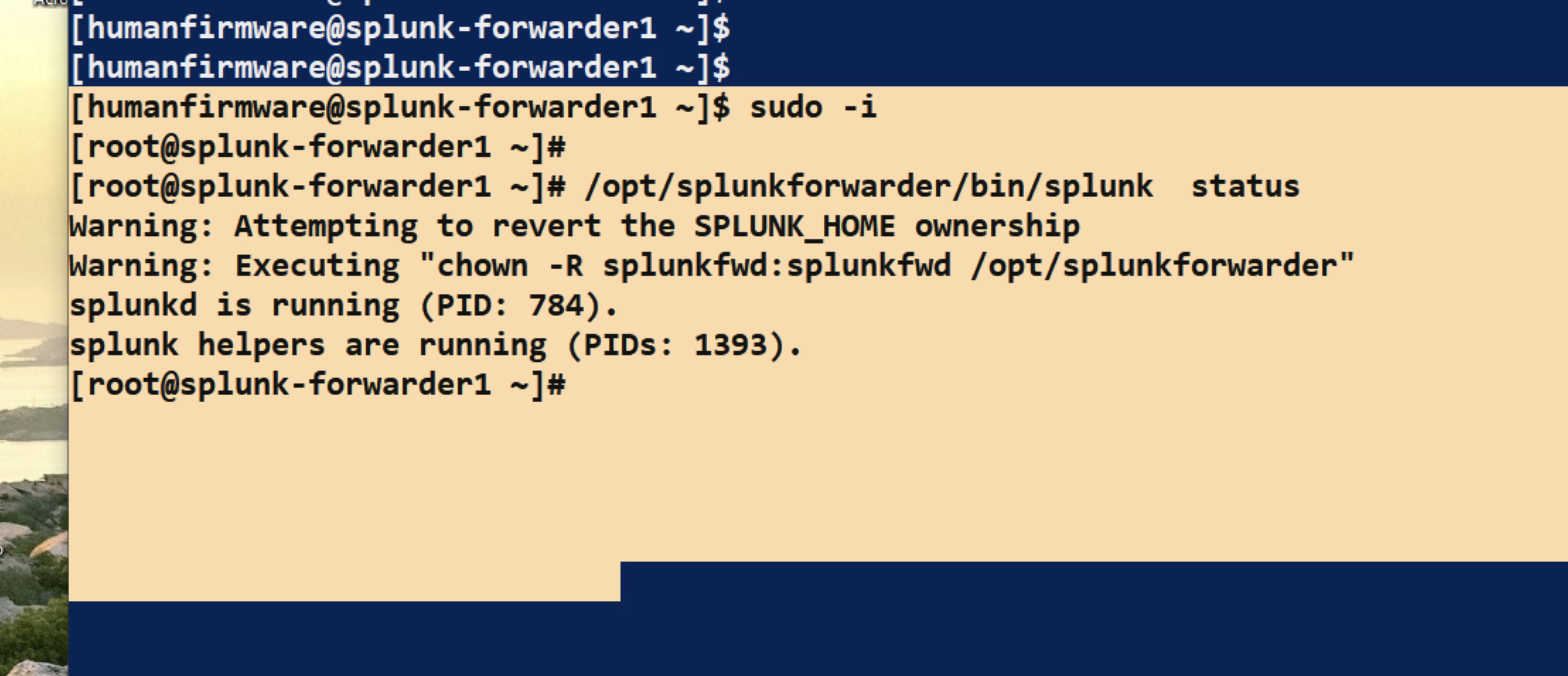 [humanfirmware@splunk-forwarder1 ~]$
[humanfirmware@splunk-forwarder1 ~]$
[humanfirmware@splunk-forwarder1 ~]$ sudo -i
[root@splunk-forwarder1 ~]#
[root@splunk-forwarder1 ~]# /opt/splunkforwarder/bin/splunk  status
Warning: Attempting to revert the SPLUNK_HOME ownership
Warning: Executing "chown -R splunkfwd:splunkfwd /opt/splunkforwarder"
splunkd is running (PID: 784).
splunk helpers are running (PIDs: 1393).
[root@splunk-forwarder1 ~]#